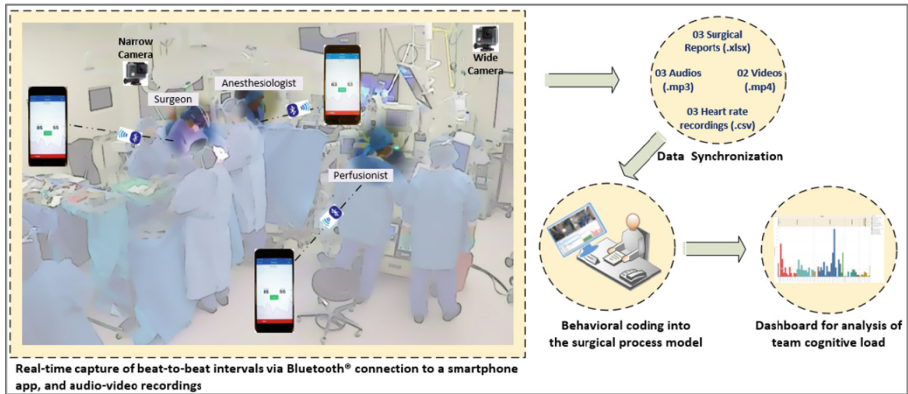 Narrow
Camera
Wide
Camera
Anesthesiologist
Surgeon
Perfusionist
Real-time capture of beat-to-beat intervals via Bluetooth® connection to a smartphone
app, and audio-video recordings
03 Surgical
Reports (.xlsx)
03 Audios
(.mp3)
02 Videos
(.mp4)
03 Heart rate
recordings (.csv)
Data Synchronization
Behavioral coding into
the surgical process model
Dashboard for analysis of
team cognitive load